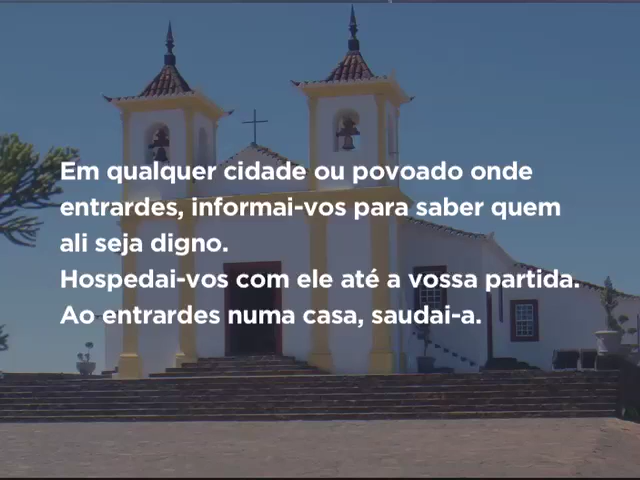 Em qualquer cidade ou povoado onde
entrardes, informai-vos para saber quem
ali seja digno.
Hospedai-vos com ele até a vossa partida.
Ao entrardes numa casa, saudai-a.